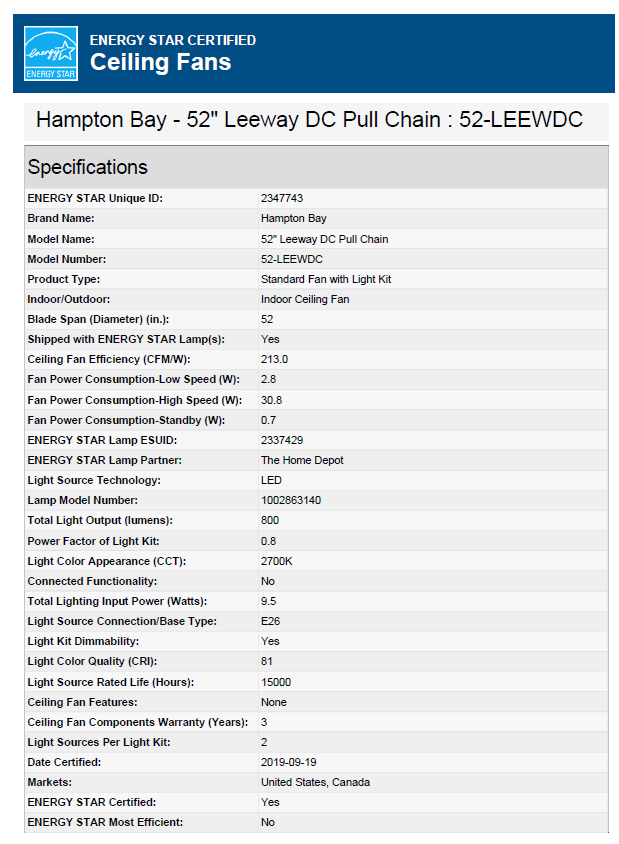 energy
ENERGY STAR
ENERGY STAR CERTIFIED
Ceiling Fans
Hampton Bay - 52" Leeway DC Pull Chain : 52-LEEWDC
Specifications
ENERGY STAR Unique ID: 2347743
Brand Name: Hampton Bay
Model Name: 52" Leeway DC Pull Chain
Model Number: 52-LEEWDC
Product Type: Standard Fan with Light Kit
Indoor/Outdoor: Indoor Ceiling Fan
Blade Span (Diameter) (in.): 52
Shipped with ENERGY STAR Lamp(s): Yes
Ceiling Fan Efficiency (CFM/W): 213.0
Fan Power Consumption-Low Speed (W): 2.8
Fan Power Consumption-High Speed (W): 30.8
Fan Power Consumption-Standby (W): 0.7
ENERGY STAR Lamp ESUID: 2337429
ENERGY STAR Lamp Partner: The Home Depot
Light Source Technology: LED
Lamp Model Number: 1002863140
Total Light Output (lumens): 800
Power Factor of Light Kit: 0.8
Light Color Appearance (CCT): 2700K
Connected Functionality: No
Total Lighting Input Power (Watts): 9.5
Light Source Connection/Base Type: E26
Light Kit Dimmability: Yes
Light Color Quality (CRI): 81
Light Source Rated Life (Hours): 15000
Ceiling Fan Features: None
Ceiling Fan Components Warranty (Years): 3
Light Sources Per Light Kit: 2
Date Certified: 2019-09-19
Markets: United States, Canada
ENERGY STAR Certified: Yes
ENERGY STAR Most Efficient: No